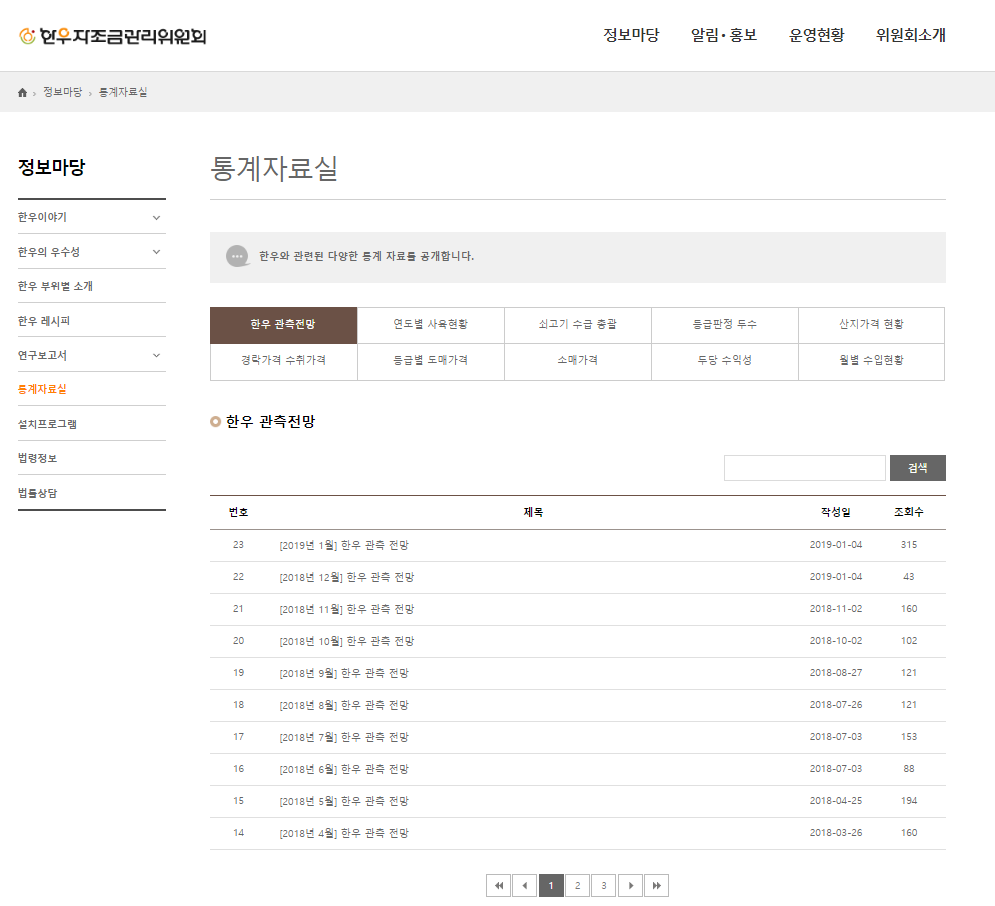 한우자조금관리위원회
정보마당 알림·홍보 운영현황 위원회소개
정보마당 > 통계자료실
정보마당
한우이야기
한우의 우수성
한우 부위별 소개
한우 레시피
연구보고서
통계자료실
설치프로그램
법령정보
법률상담
통계자료실
한우와 관련된 다양한 통계 자료를 공개합니다.
한우 관측전망 연도별 사육현황 쇠고기 수급 총괄 등급판정 두수 산지가격 현황
경락가격 수취가격 등급별 도매가격 소매가격 두당 수익성 월별 수입현황
한우 관측전망
검색
번호 제목 작성일 조회수
23 [2019년 1월] 한우 관측 전망 2019-01-04 315
22 [2018년 12월] 한우 관측 전망 2019-01-04 43
21 [2018년 11월] 한우 관측 전망 2018-11-02 160
20 [2018년 10월] 한우 관측 전망 2018-10-02 102
19 [2018년 9월] 한우 관측 전망 2018-08-27 121
18 [2018년 8월] 한우 관측 전망 2018-07-26 121
17 [2018년 7월] 한우 관측 전망 2018-07-03 153
16 [2018년 6월] 한우 관측 전망 2018-07-03 88
15 [2018년 5월] 한우 관측 전망 2018-04-25 194
14 [2018년 4월] 한우 관측 전망 2018-03-26 160
1 2 3